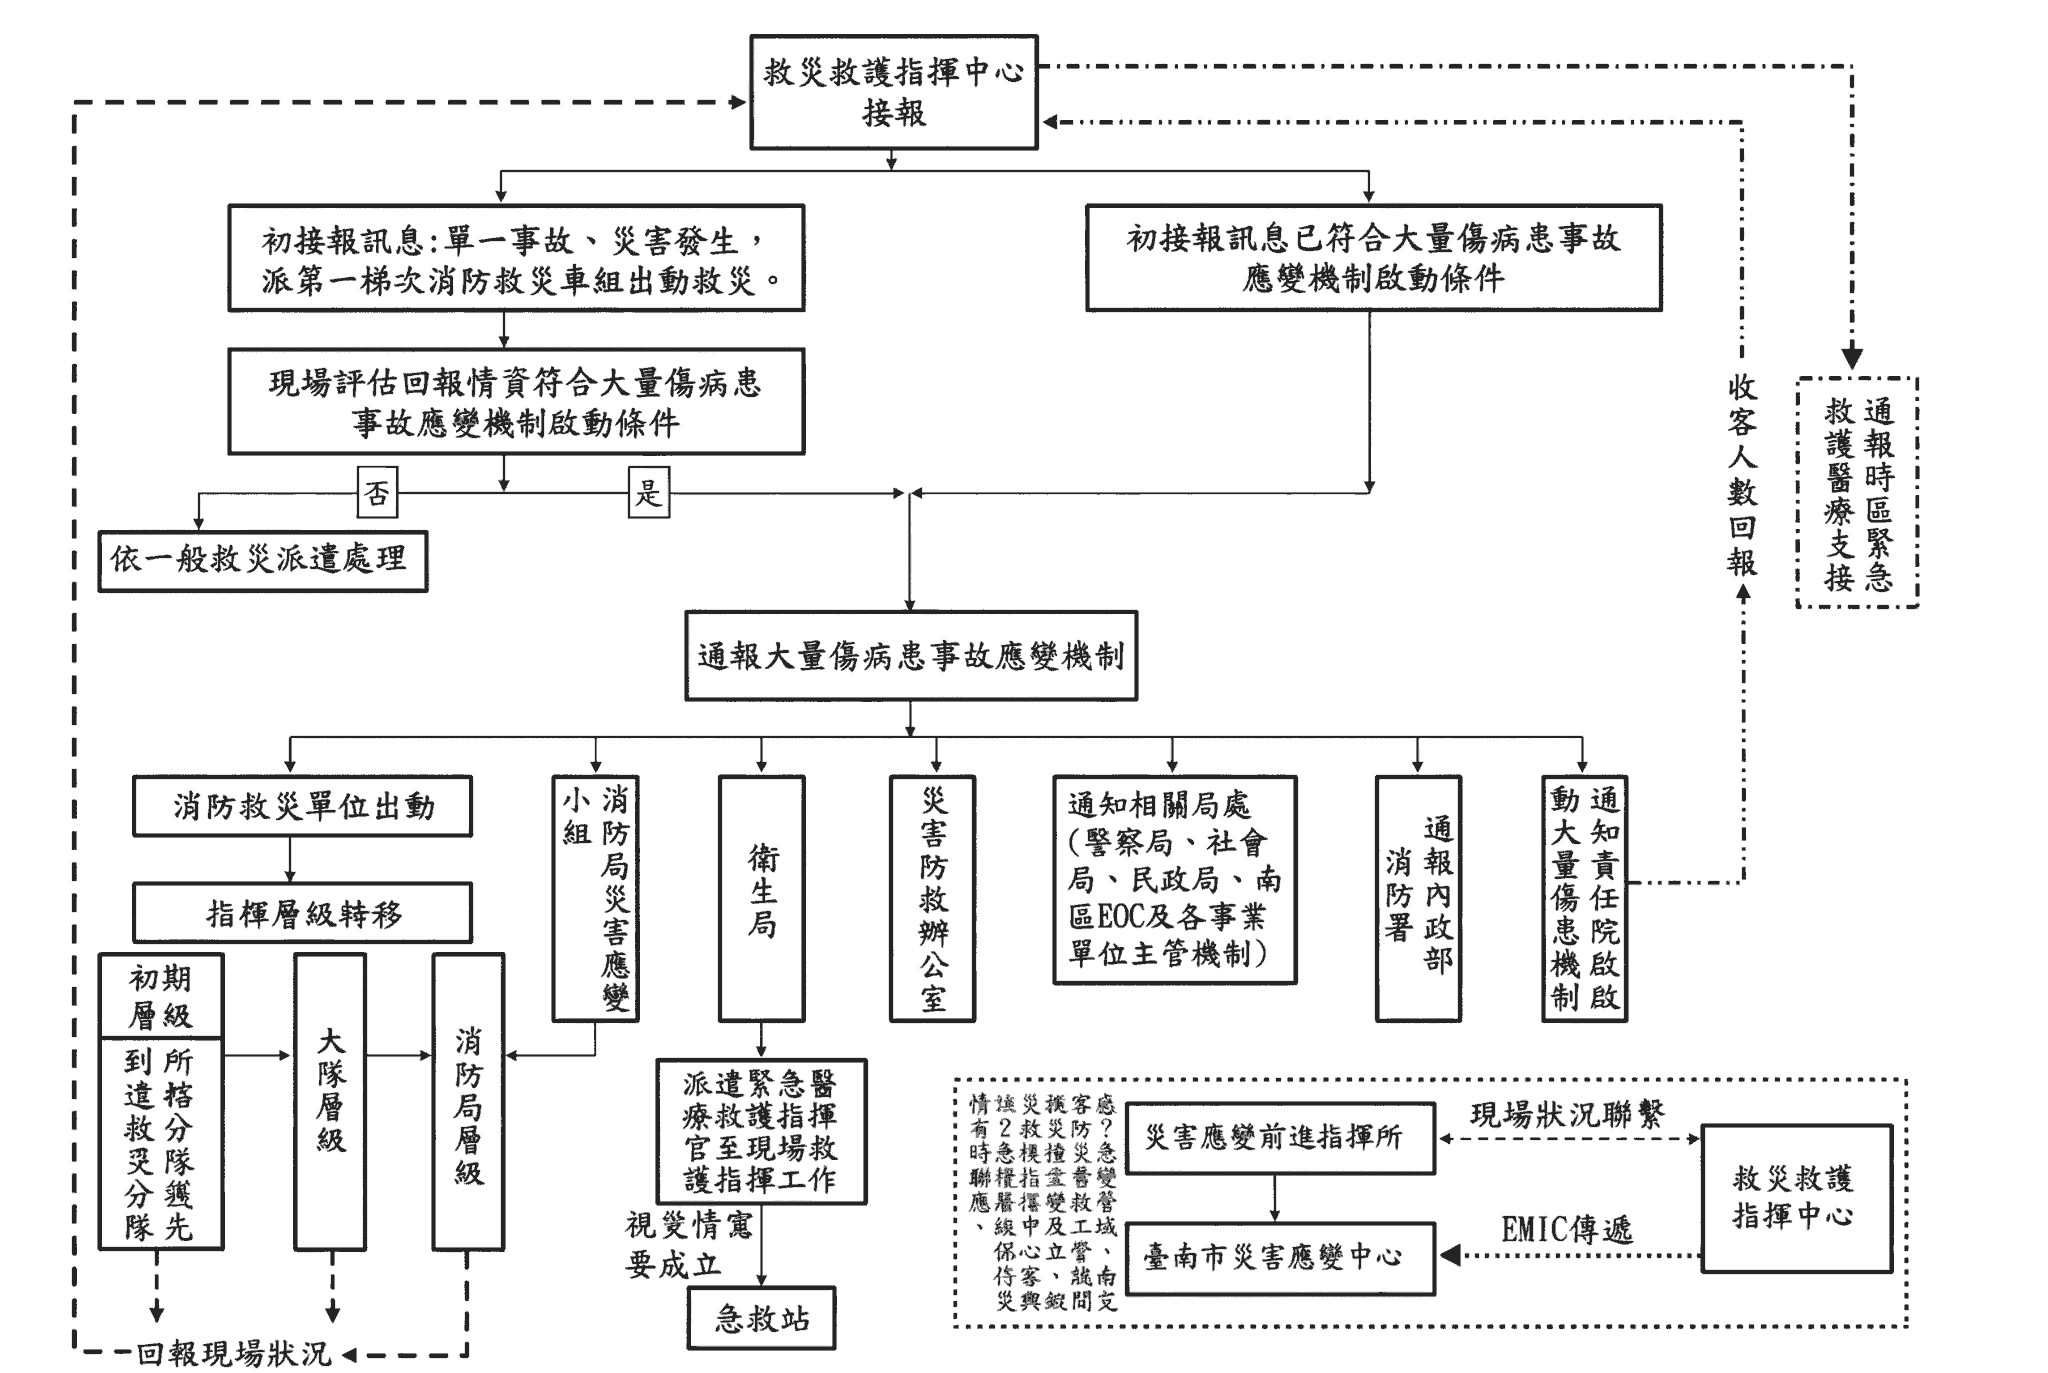 救災救護指揮中心
接報
初接報訊息:單一事故、災害發生，
派第一梯次消防救災車組出動救災。
初接報訊息已符合大量傷病患事故
應變機制啟動條件
現場評估回報情資符合大量傷病患
事故應變機制啟動條件
否
是
依一般救災派遣處理
收客人數回報
通報時區緊急
救護醫療支接
通報大量傷病患事故應變機制
消防救災單位出動
指揮層級转移
初期
層級
所轄分隊
到遣救
分隊
大隊層級
消防局層級
消防局災害應變
小組
衛生局
派遣緊急醫
療救護指揮
官至現場救
護指揮工作
視災情
要成立
急救站
災害防救辦公室
通知相關局處
(警察局、社會
局、民政局、南
區EOC及各事業
單位主管機制)
通報內政部
消防署
通知責任院啟啟
動大量傷患機制
回報現場狀況
災害應變前進指揮所
現場狀況聯繫
救災救護
指揮中心
EMIC傳遞
臺南市災害應變中心